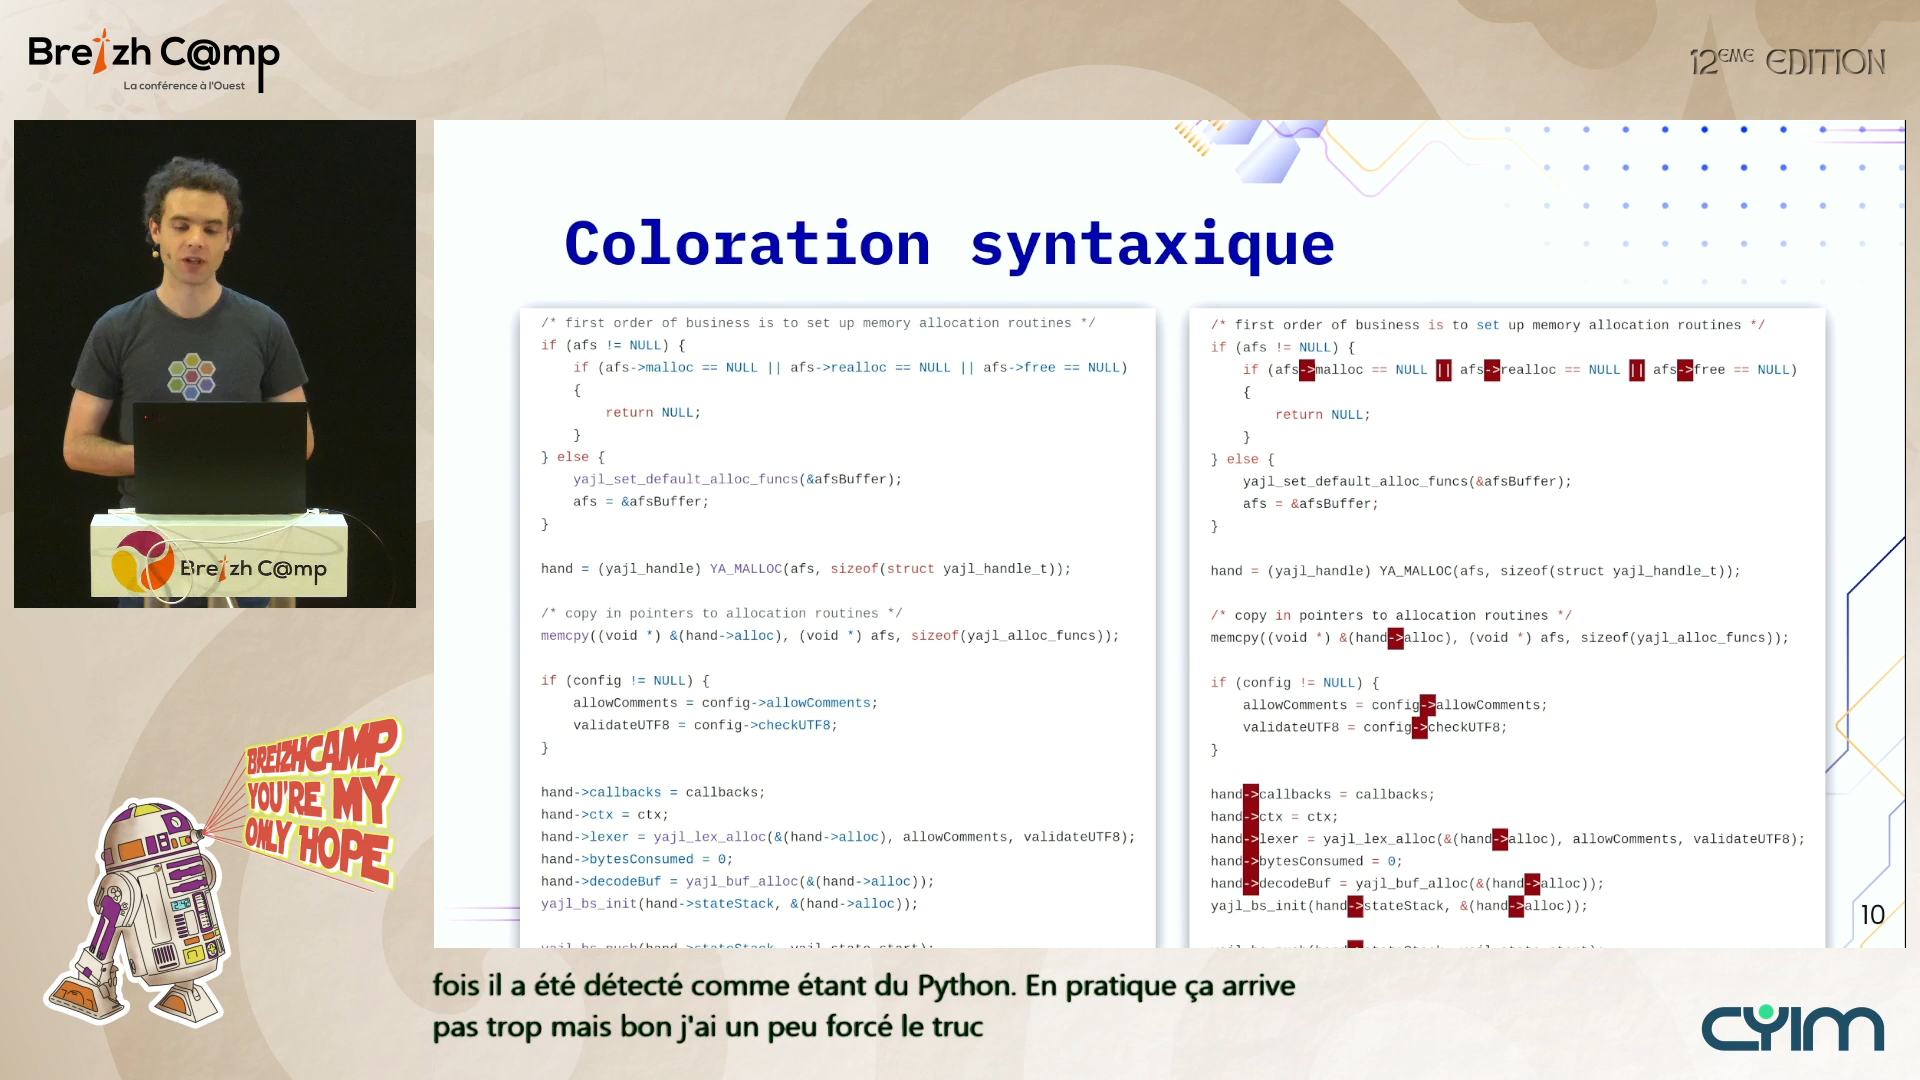 Breizh C@mp
La conférence à l'Ouest
12ÈME EDITION
Coloration syntaxique
/* first order of business is to set up memory allocation routines */
if (afs != NULL) {
    if (afs->malloc == NULL || afs->realloc == NULL || afs->free == NULL)
    {
        return NULL;
    }
} else {
    yajl_set_default_alloc_funcs(&afsBuffer);
    afs = &afsBuffer;
}
hand = (yajl_handle) YA_MALLOC(afs, sizeof(struct yajl_handle_t));
/* copy in pointers to allocation routines */
memcpy((void *) &(hand->alloc), (void *) afs, sizeof(yajl_alloc_funcs));
if (config != NULL) {
    allowComments = config->allowComments;
    validateUTF8 = config->checkUTF8;
}
hand->callbacks = callbacks;
hand->ctx = ctx;
hand->lexer = yajl_lex_alloc(&(hand->alloc), allowComments, validateUTF8);
hand->bytesConsumed = 0;
hand->decodeBuf = yajl_buf_alloc(&(hand->alloc));
yajl_bs_init(hand->stateStack, &(hand->alloc));
/* first order of business is to set up memory allocation routines */
if (afs != NULL) {
    if (afs->malloc == NULL || afs->realloc == NULL || afs->free == NULL)
    {
        return NULL;
    }
} else {
    yajl_set_default_alloc_funcs(&afsBuffer);
    afs = &afsBuffer;
}
hand = (yajl_handle) YA_MALLOC(afs, sizeof(struct yajl_handle_t));
/* copy in pointers to allocation routines */
memcpy((void *) &(hand->alloc), (void *) afs, sizeof(yajl_alloc_funcs));
if (config != NULL) {
    allowComments = config->allowComments;
    validateUTF8 = config->checkUTF8;
}
hand->callbacks = callbacks;
hand->ctx = ctx;
hand->lexer = yajl_lex_alloc(&(hand->alloc), allowComments, validateUTF8);
hand->bytesConsumed = 0;
hand->decodeBuf = yajl_buf_alloc(&(hand->alloc));
yajl_bs_init(hand->stateStack, &(hand->alloc));
10
Breizh C@mp
BREIZHCAMP,
YOU'RE MY
ONLY HOPE
fois il a été détecté comme étant du Python. En pratique ça arrive
pas trop mais bon j'ai un peu forcé le truc
CYIM